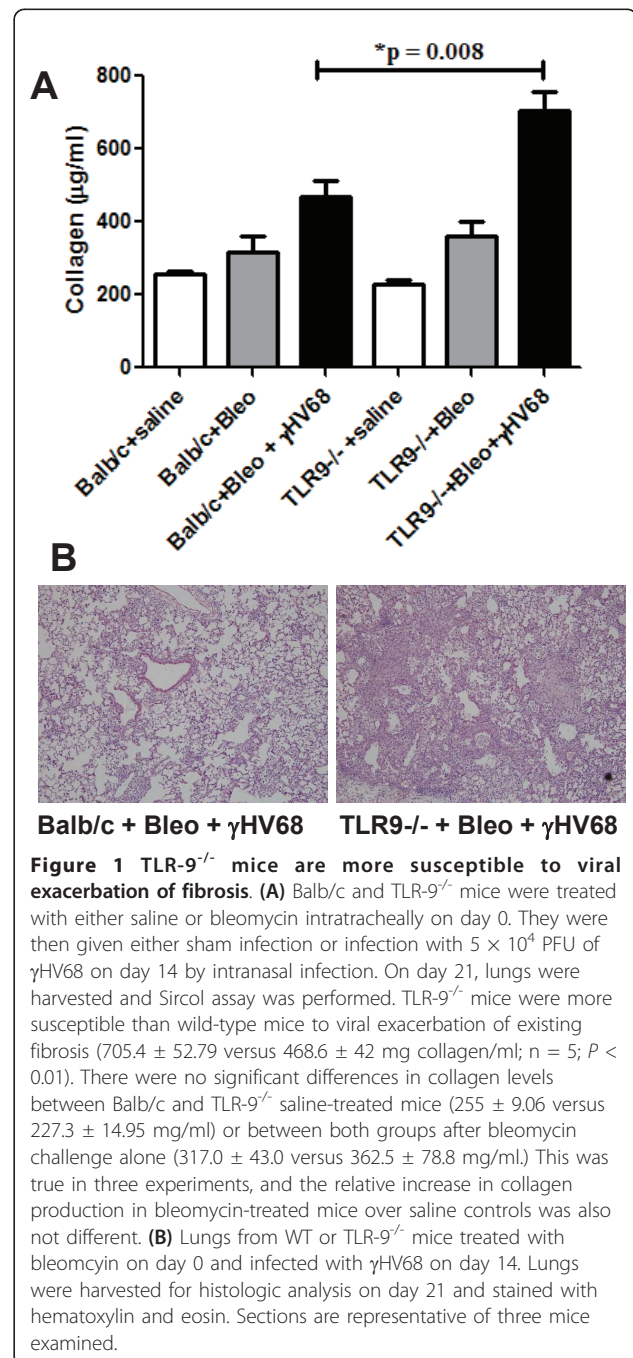 A
*p = 0.008
Collagen (µg/ml)
800
600
400
200
0
Balb/c+saline
Balb/c+Bleo
Balb/c+Bleo + γHV68
TLR9-/- +saline
TLR9-/-+Bleo
TLR9-/-+Bleo+γHV68
B
Balb/c + Bleo + γHV68
TLR9-/- + Bleo + γHV68
Figure 1 TLR-9-/- mice are more susceptible to viral
exacerbation of fibrosis. (A) Balb/c and TLR-9-/- mice were treated
with either saline or bleomycin intratracheally on day 0. They were
then given either sham infection or infection with 5 × 10⁴ PFU of
γHV68 on day 14 by intranasal infection. On day 21, lungs were
harvested and Sircol assay was performed. TLR-9-/- mice were more
susceptible than wild-type mice to viral exacerbation of existing
fibrosis (705.4 ± 52.79 versus 468.6 ± 42 mg collagen/ml; n = 5; P <
0.01). There were no significant differences in collagen levels
between Balb/c and TLR-9-/- saline-treated mice (255 ± 9.06 versus
227.3 ± 14.95 mg/ml) or between both groups after bleomycin
challenge alone (317.0 ± 43.0 versus 362.5 ± 78.8 mg/ml.) This was
true in three experiments, and the relative increase in collagen
production in bleomycin-treated mice over saline controls was also
not different. (B) Lungs from WT or TLR-9-/- mice treated with
bleomcyin on day 0 and infected with γHV68 on day 14. Lungs
were harvested for histologic analysis on day 21 and stained with
hematoxylin and eosin. Sections are representative of three mice
examined.